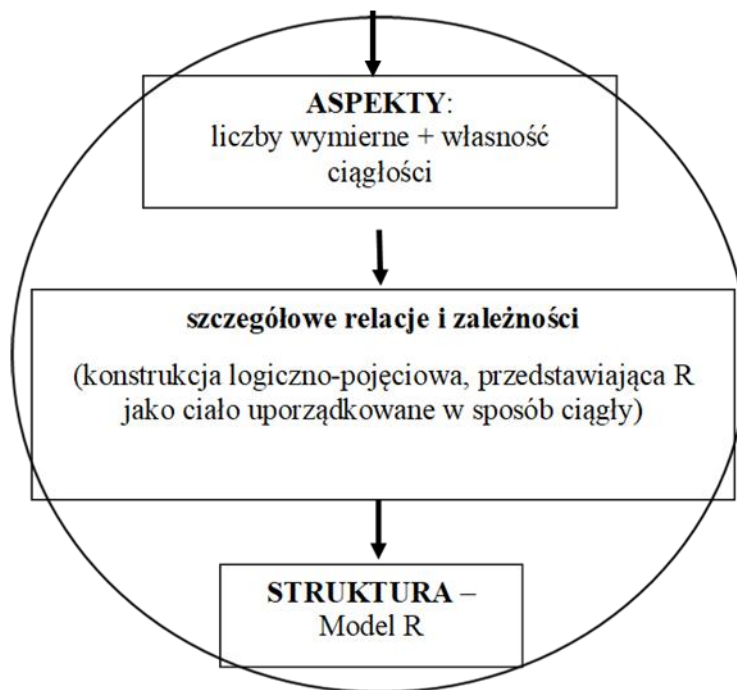 ASPEKTY:
liczby wymierne + własność
ciągłości
szczegółowe relacje i zależności
(konstrukcja logiczno-pojęciowa, przedstawiająca R
jako ciało uporządkowane w sposób ciągły)
STRUKTURA –
Model R